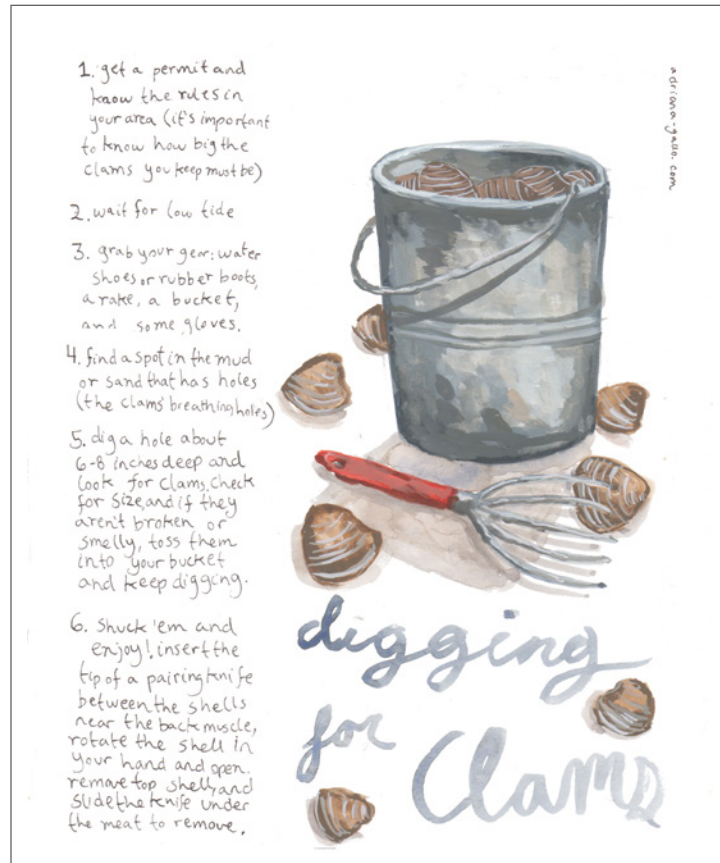 1. get a permit and
know the rules in
your area (it's important
to know how big the
clams you keep must be)
2. wait for low tide
3. grab your gear: water
shoes or rubber boots,
a rake, a bucket,
and some gloves.
4. find a spot in the mud
or sand that has holes
(the clams' breathing holes)
5. dig a hole about
6-8 inches deep and
look for clams. check
for size, and if they
aren't broken or
smelly, toss them
into your bucket
and keep digging.
6. Shuck 'em and
enjoy! insert the
tip of a pairing knife
between the shells
near the back muscle,
rotate the shell in
your hand and open.
remove top shell, and
slide the knife under
the meat to remove.
adriana-gallo.com
digging
for
Clams